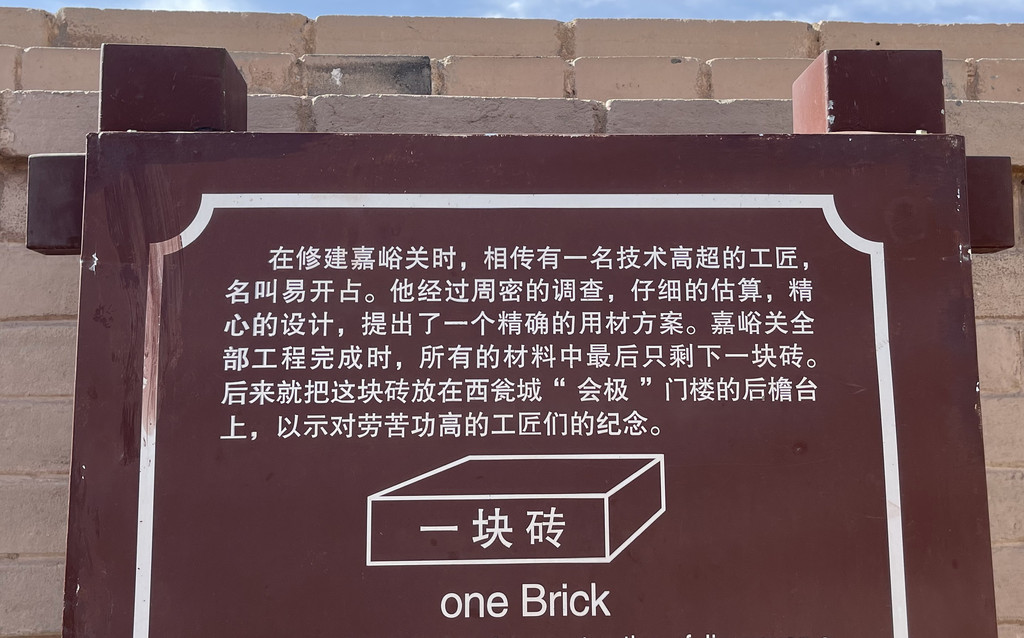 在修建嘉峪关时，相传有一名技术高超的工匠，
名叫易开占。他经过周密的调查，仔细的估算，精
心的设计，提出了一个精确的用材方案。嘉峪关全
部工程完成时，所有的材料中最后只剩下一块砖。
后来就把这块砖放在西瓮城“会极”门楼的后檐台
上，以示对劳苦功高的工匠们的纪念。
一块砖
one Brick